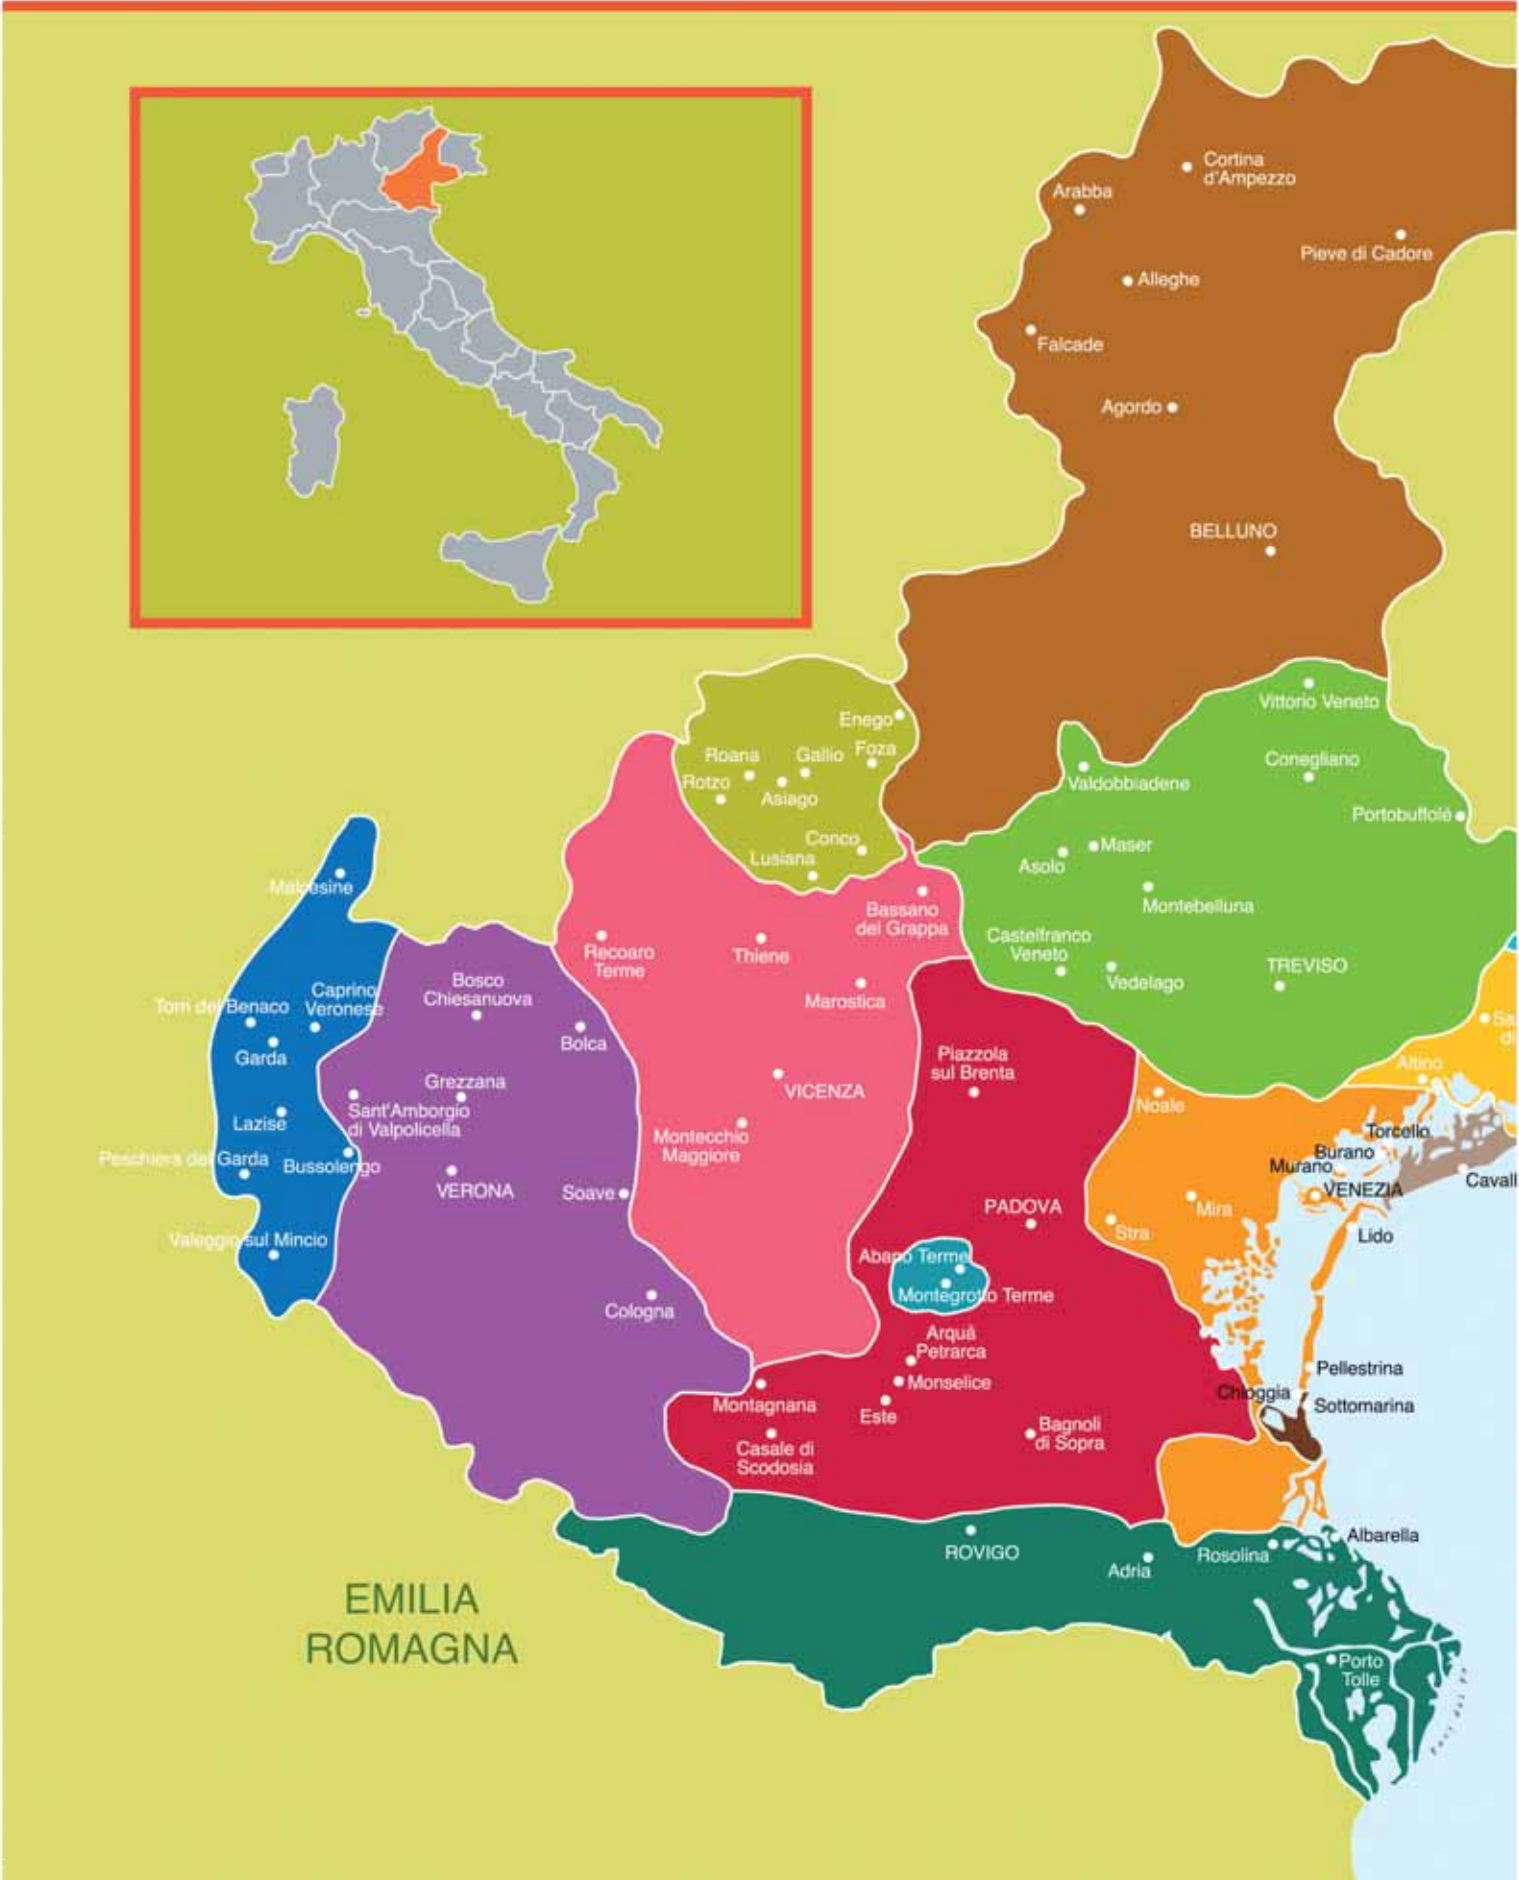 Cortina
d'Ampezzo
Arabba
Pieve di Cadore
Alleghe
Falcade
Agordo
BELLUNO
Vittorio Veneto
Enego
Foza
Gallio
Roana
Rotzo
Asiago
Conco
Lusiana
Conegliano
Valdobbiadene
Portobuffolé
Maser
Asolo
Montebelluna
Castelfranco
Veneto
Vedelago
TREVISO
Malcesine
Bassano
del Grappa
Recoaro
Terme
Thiene
Marostica
VICENZA
Montecchio
Maggiore
Bosco
Chiesanuova
Bolca
Caprino
Veronese
Torri del Benaco
Garda
Grezzana
Sant'Amborgio
di Valpolicella
Lazise
Peschiera del Garda
Bussolengo
VERONA
Soave
Valeggio sul Mincio
Cologna
Piazzola
sul Brenta
PADOVA
Abano Terme
Montegrotto Terme
Arquà
Petrarca
Monselice
Este
Montagnana
Casale di
Scodosia
Bagnoli
di Sopra
Sa
di
Altino
Noale
Torcello
Burano
Murano
VENEZIA
Cavall
Mira
Stra
Lido
Pellestrina
Chioggia
Sottomarina
ROVIGO
Adria
Rosolina
Albarella
Porto
Tolle
EMILIA
ROMAGNA